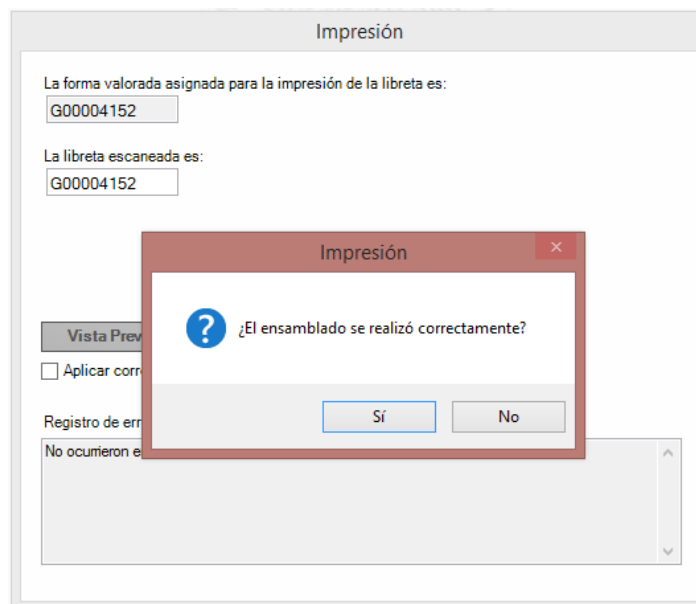 Impresión
La forma valorada asignada para la impresión de la libreta es:
G00004152
La libreta escaneada es:
G00004152
Impresión
¿El ensamblado se realizó correctamente?
Vista Prev
Aplicar corr
Sí
No
Registro de err
No ocurrieron e